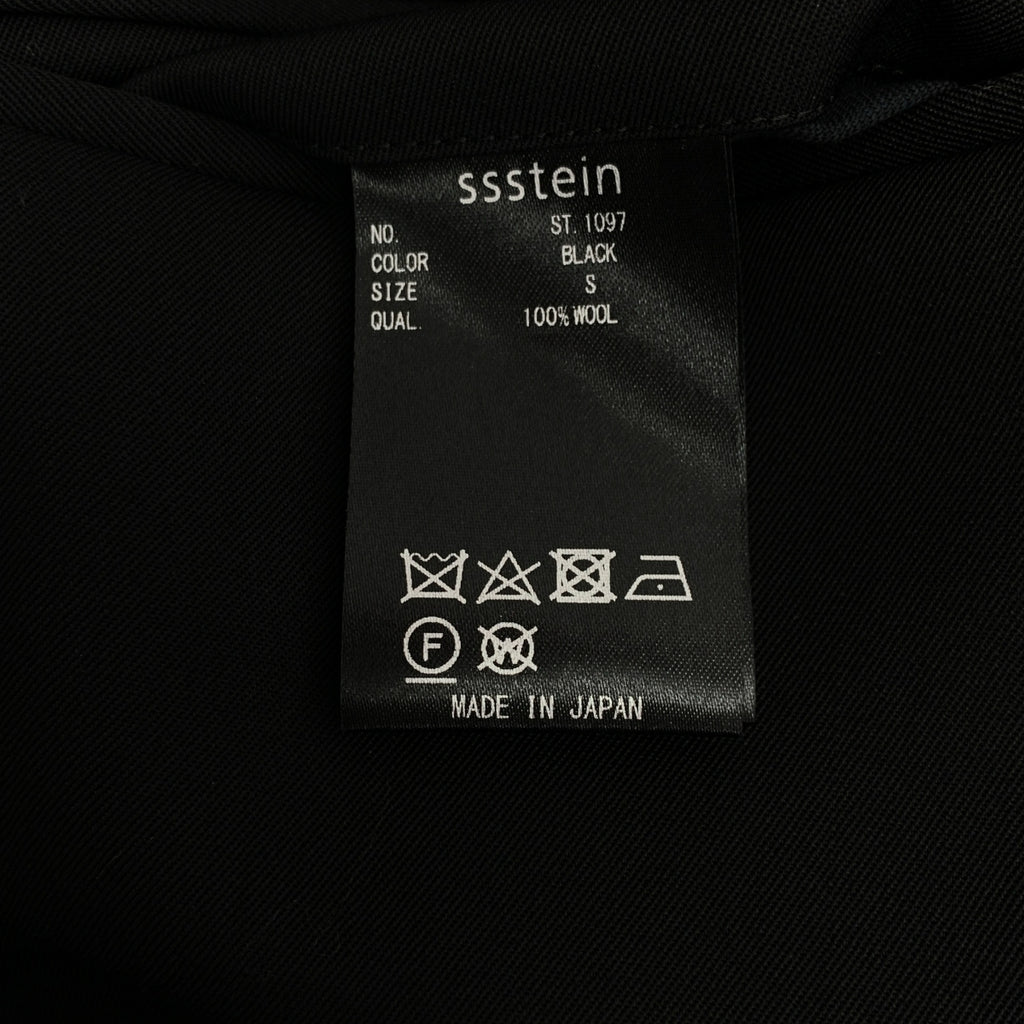 ssstein
NO. ST. 1097
COLOR BLACK
SIZE S
QUAL. 100% WOOL
F
W
MADE IN JAPAN